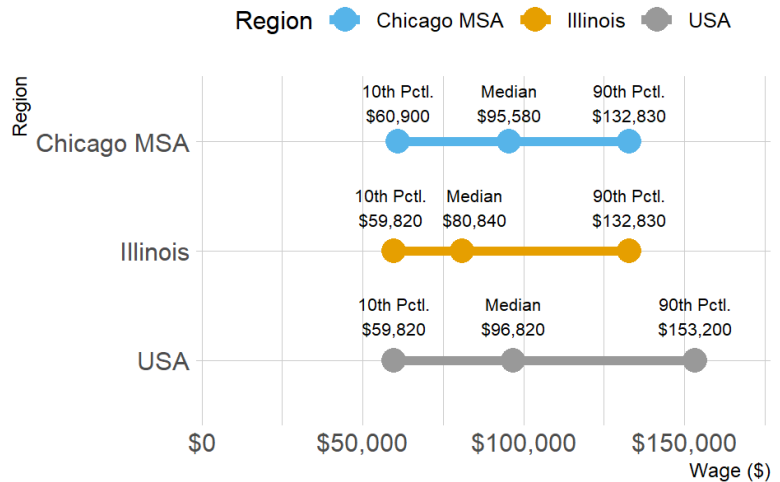 Region Chicago MSA Illinois USA
Region
10th Pctl. Median 90th Pctl.
$60,900 $95,580 $132,830
Chicago MSA
10th Pctl. Median 90th Pctl.
$59,820 $80,840 $132,830
Illinois
10th Pctl. Median 90th Pctl.
$59,820 $96,820 $153,200
USA
$0 $50,000 $100,000 $150,000
Wage ($)